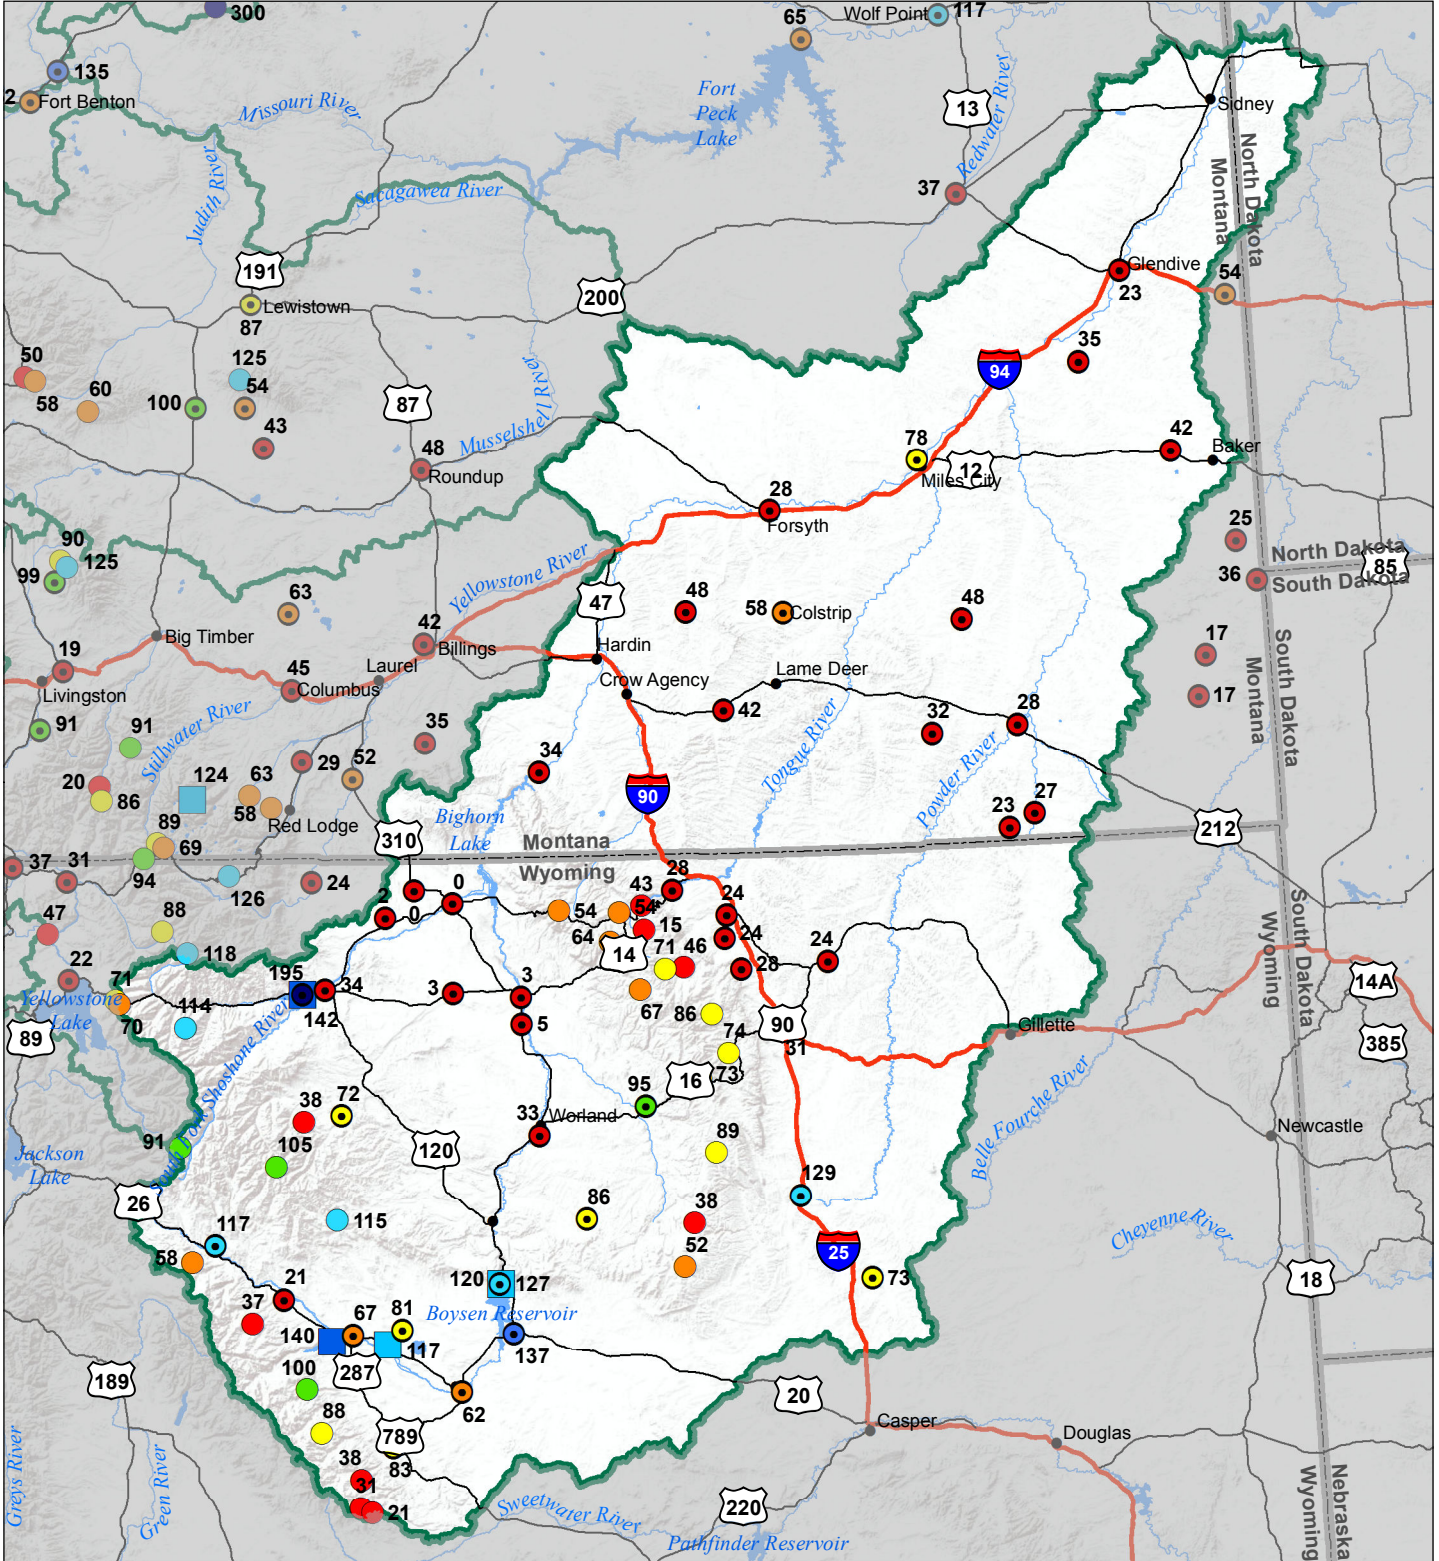 300
65
Wolf Point
117
135
2
Fort Benton
Missouri River
Fort
Peck
Lake
13
Redwater River
Sidney
Judith River
Sacagawea River
37
North Dakota
Montana
191
Glendive
23
54
200
Lewistown
87
50
58
60
125
54
100
43
87
Musselshell River
94
35
48
Roundup
78
12
Miles City
42
Baker
28
Forsyth
90
125
99
25
North Dakota
85
36
South Dakota
63
Yellowstone River
47
48
58
Colstrip
48
Big Timber
42
Billings
Hardin
19
Livingston
45
Columbus
Laurel
Crow Agency
Lame Deer
17
South Dakota
Montana
17
91
91
Stillwater River
35
42
32
28
29
52
34
20
86
124
63
58
Red Lodge
90
Tongue River
Powder River
27
23
89
69
94
310
Bighorn
Lake
Montana
Wyoming
212
37
31
126
24
2
0
0
28
43
54
54
15
24
South Dakota
Wyoming
47
88
118
64
14
71
46
24
28
24
22
Yellowstone
Lake
71
70
114
195
34
142
3
3
67
86
14A
89
5
74
90
31
Gillette
385
South Fork Shoshone River
16
73
95
38
72
33
Worland
Belle Fourche River
Newcastle
91
105
120
89
Jackson
Lake
26
129
115
86
38
117
58
52
Cheyenne River
25
120
127
73
18
21
37
67
81
Boysen Reservoir
140
117
137
287
189
100
62
20
88
789
83
Casper
Douglas
38
31
21
Sweetwater River
220
Pathfinder Reservoir
Greys River
Green River
Nebraska
Wyoming